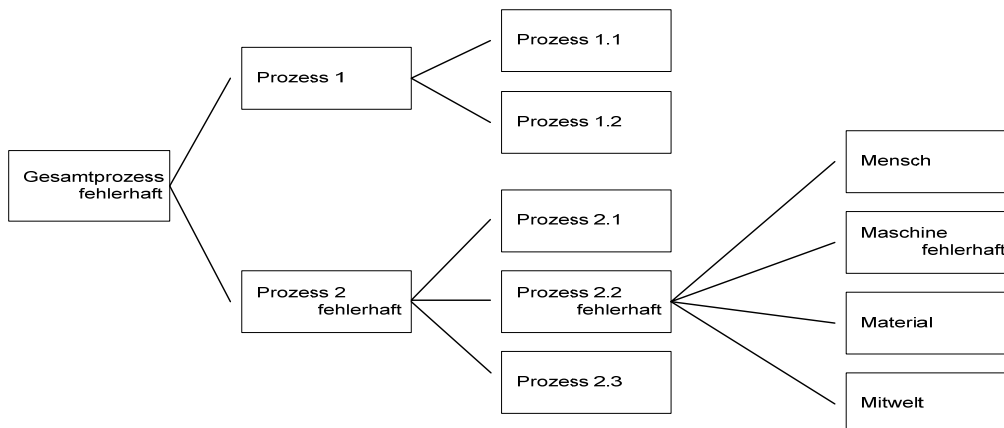 Gesamtprozess
fehlerhaft
Prozess 1
Prozess 2
fehlerhaft
Prozess 1.1
Prozess 1.2
Prozess 2.1
Prozess 2.2
fehlerhaft
Prozess 2.3
Mensch
Maschine
fehlerhaft
Material
Mitwelt